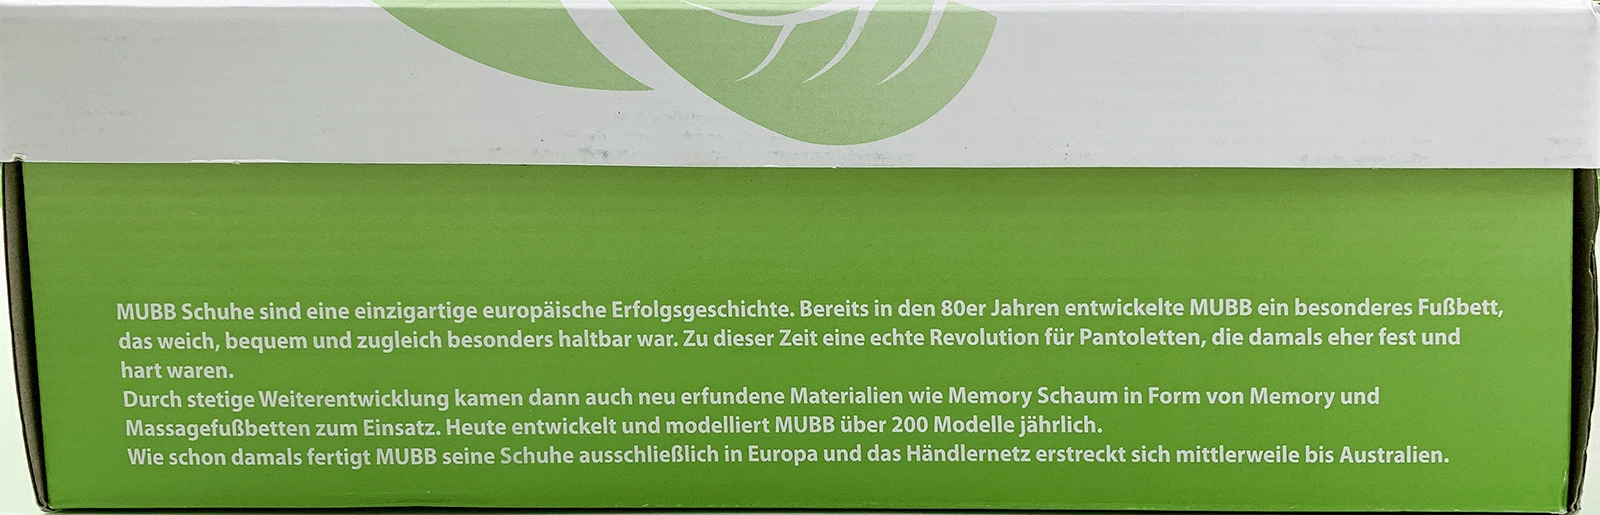 MUBB Schuhe sind eine einzigartige europäische Erfolgsgeschichte. Bereits in den 80er Jahren entwickelte MUBB ein besonderes Fußbett,
das weich, bequem und zugleich besonders haltbar war. Zu dieser Zeit eine echte Revolution für Pantoletten, die damals eher fest und
hart waren.
Durch stetige Weiterentwicklung kamen dann auch neu erfundene Materialien wie Memory Schaum in Form von Memory und
Massagefußbetten zum Einsatz. Heute entwickelt und modelliert MUBB über 200 Modelle jährlich.
Wie schon damals fertigt MUBB seine Schuhe ausschließlich in Europa und das Händlernetz erstreckt sich mittlerweile bis Australien.